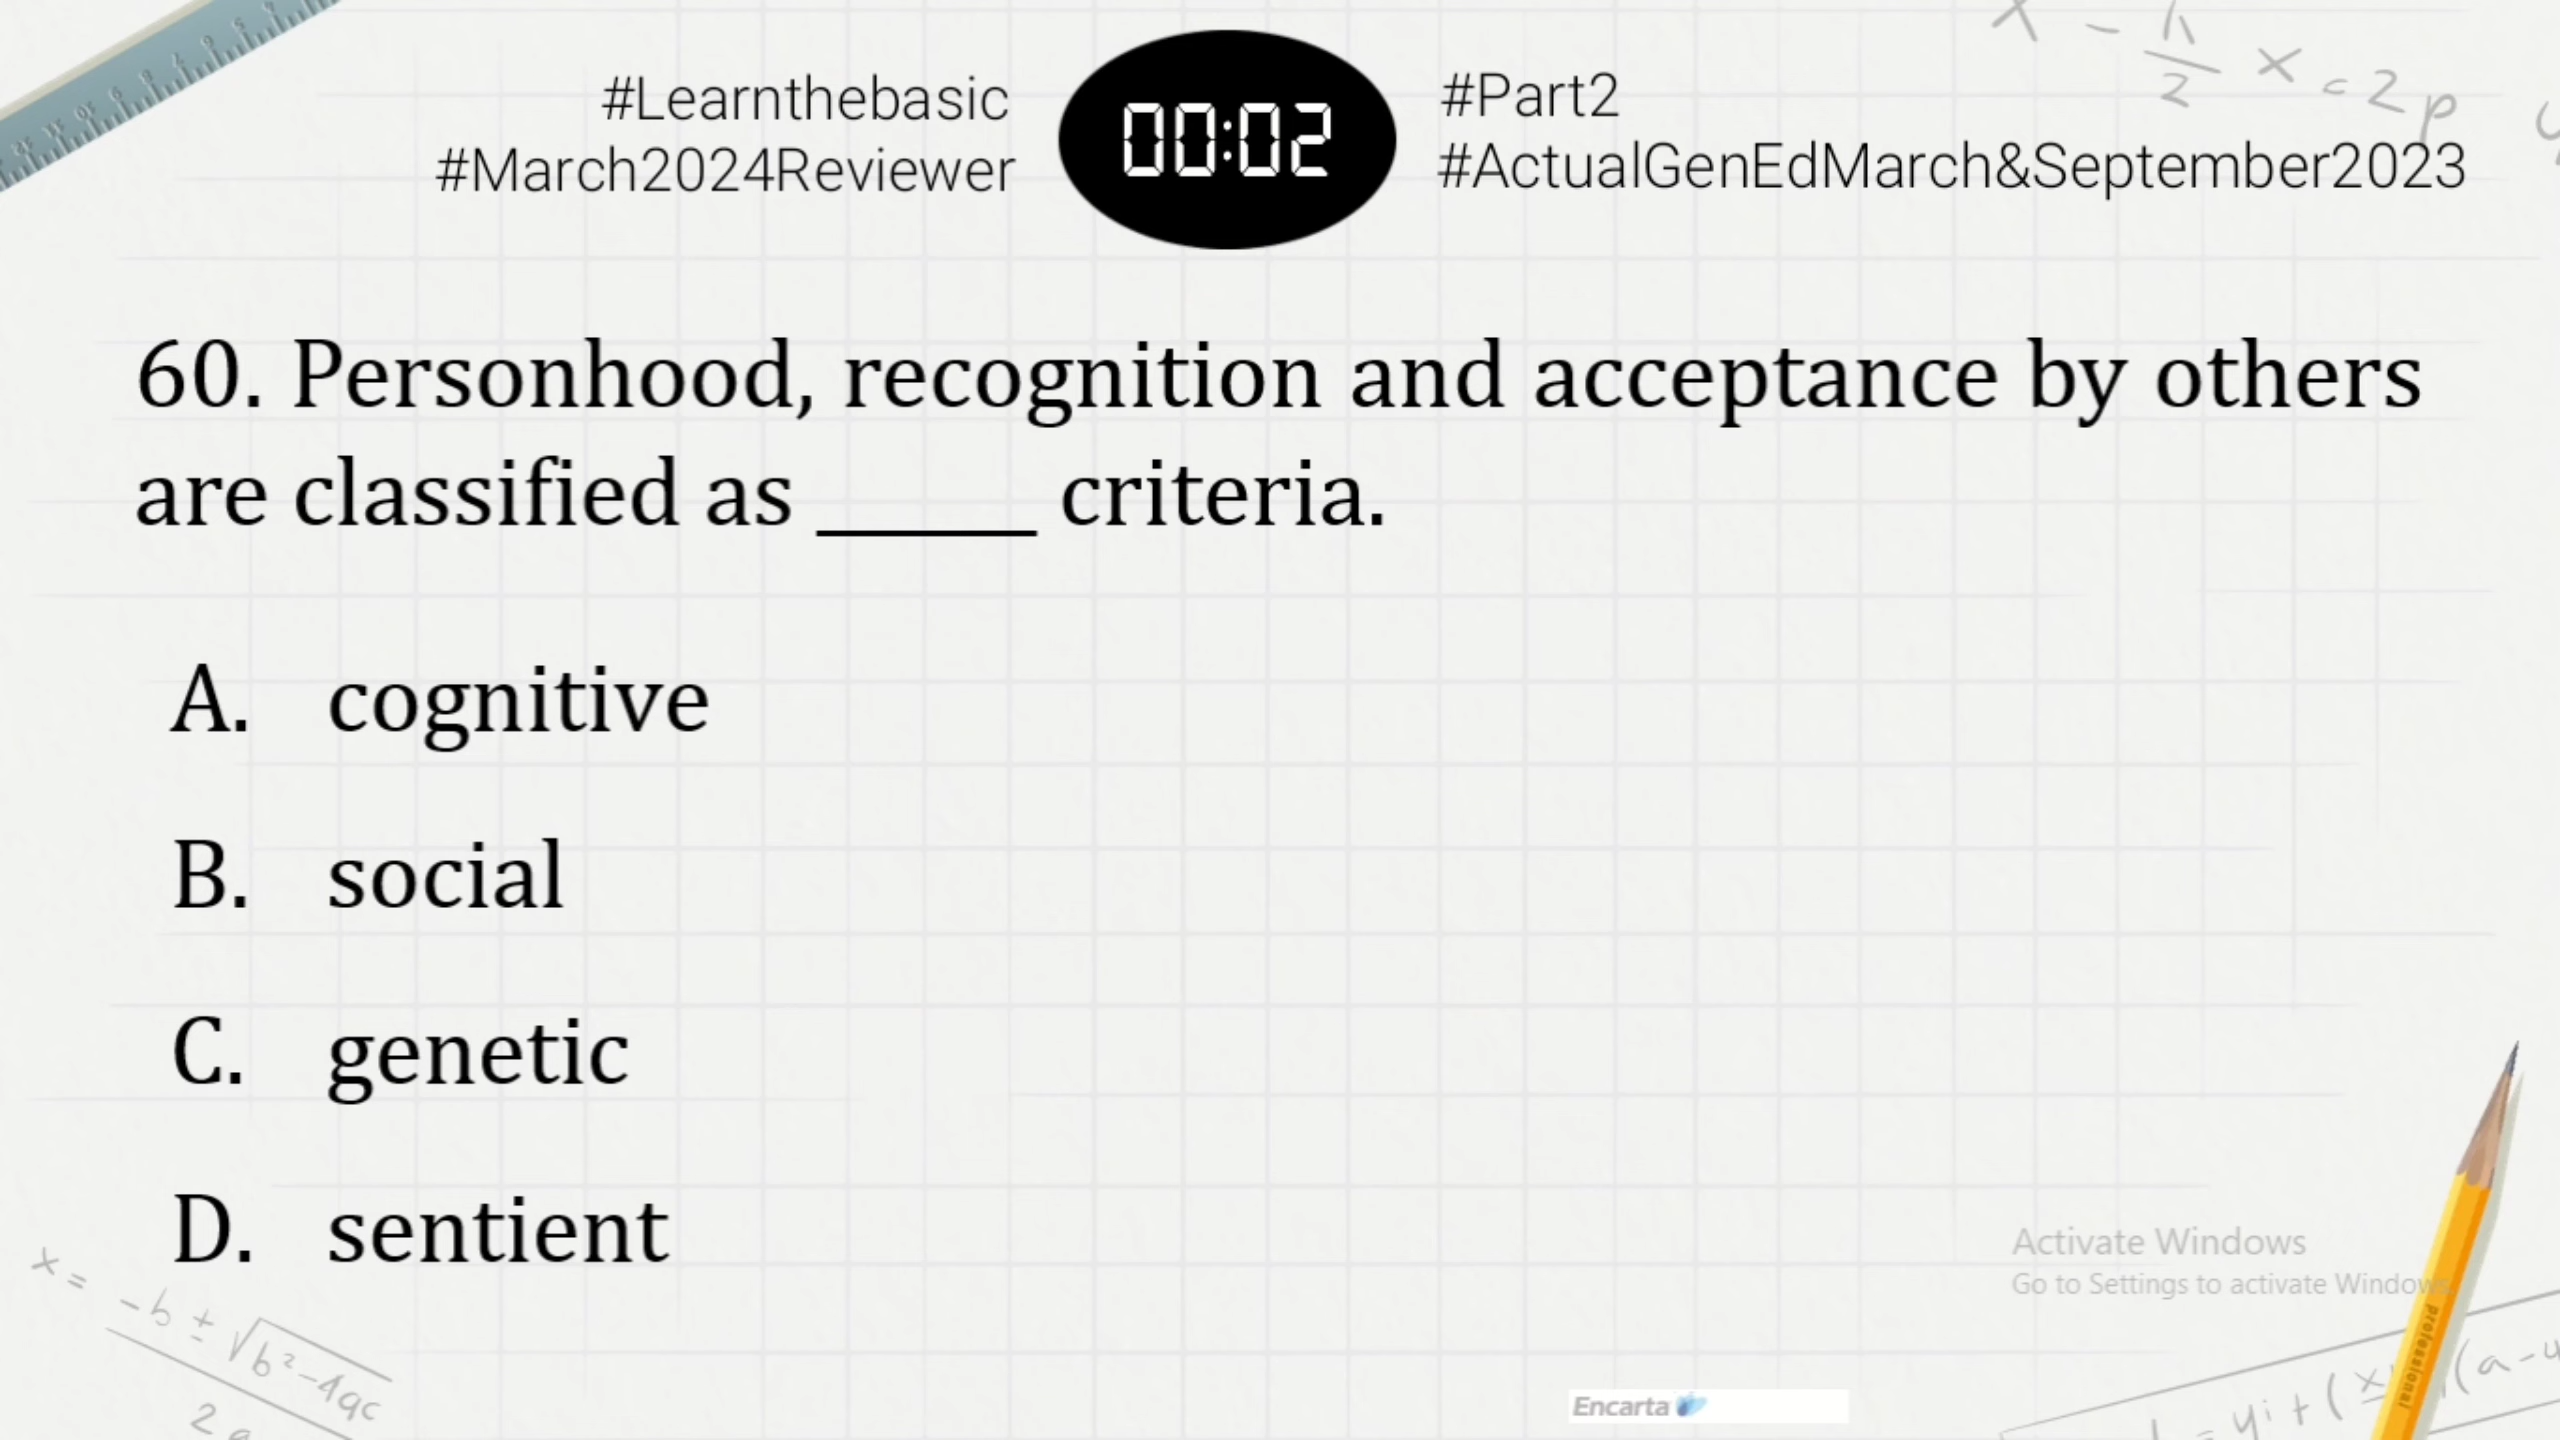 #Learnthebasic
#March2024Reviewer
00:02
#Part2
#ActualGenEdMarch&September2023
60. Personhood, recognition and acceptance by others
are classified as _____ criteria.
A. cognitive
B. social
C. genetic
D. sentient
Activate Windows
Go to Settings to activate Windows
professional
Encarta